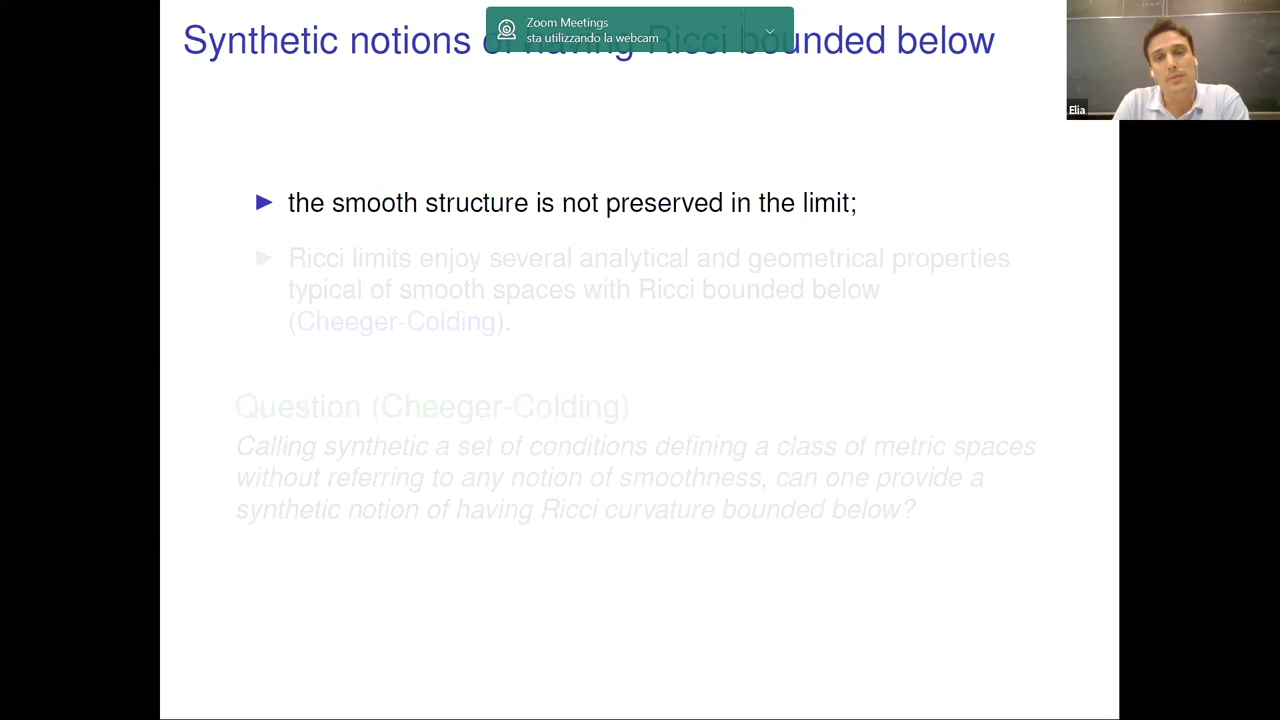 Synthetic notions of having Ricci bounded below
Zoom Meetings
sta utilizzando la webcam
Elia
the smooth structure is not preserved in the limit;
Ricci limits enjoy several analytical and geometrical properties
typical of smooth spaces with Ricci bounded below
(Cheeger-Colding).
Question (Cheeger-Colding)
Calling synthetic a set of conditions defining a class of metric spaces
without referring to any notion of smoothness, can one provide a
synthetic notion of having Ricci curvature bounded below?